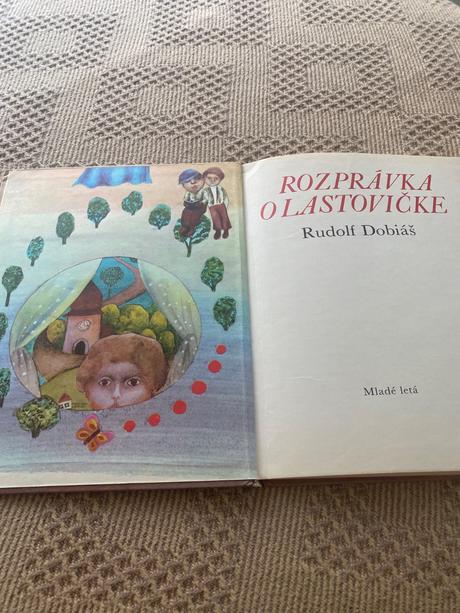 ROZPRÁVKA
O LASTOVIČKE
Rudolf Dobiáš
Mladé letá